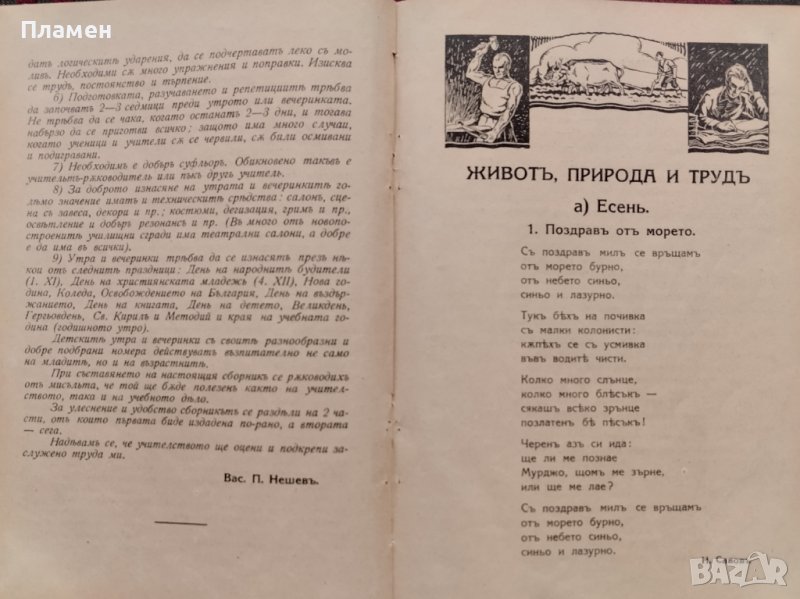 Пламен
дать логическитѣ ударения, да се подчертаватъ леко съ мо-
ливъ. Необходими сѫ много упражнения и поправки. Изисква
се трудъ, постоянство и търпение.
6) Подготовката, разучаването и репетициитѣ трѣбва
да започватъ 2—3 седмици преди утрото или вечеринката.
Не трѣбва да се чака, когато останатъ 2—3 дни, и тогава
набързо да се приготви всичко; защото има много случаи,
когато ученици и учители сѫ се червили, сѫ били осмивани
и подигравани.
7) Необходимъ е добъръ суфльоръ. Обикновено такъвъ е
учительтъ-рѫководитель или пъкъ другъ учитель.
8) За доброто изнасяне на утрата и вечеринкитѣ го-
лѣмо значение иматъ и техническитѣ срѣдства: салонъ, сце-
на съ завеса, декора и пр.; костюми, дегизация, гримъ и пр.,
осветление и добъръ резонансъ и пр. (Въ много отъ новопо-
строенитѣ училищни сгради има театрални салони, а добре
е да има въ всички).
9) Утра и вечеринки трѣбва да се изнасятъ презъ нѣ-
кои отъ следнитѣ праздници: День на народнитѣ будители
(1. XI), День на християнската младежь (4. XII), Нова го-
дина, Коледа, Освобождението на България, День на въздър-
жанието, День на книгата, День на детето, Великдень,
Гергьовдень, Св. Кирилъ и Методий и края на учебната го-
дина (годишното утро).
Детскитѣ утра и вечеринки съ своитѣ разнообразни и
добре подбрани номера действуватъ възпитателно не само
на младитѣ, но и на възрастнитѣ.
При съставянето на настоящия сборникъ се рѫководихъ
отъ мисъльта, че той ще бѫде полезенъ както на учител-
ството, така и на учебното дѣло.
За улеснение и удобство сборникътъ се раздѣли на 2 ча-
сти, отъ които първата биде издадена по-рано, а втората
— сега.
Надѣвамъ се, че учителството ще оцени и подкрепи за-
служено труда ми.
Вас. П. Нешевъ.
ЖИВОТЪ, ПРИРОДА И ТРУДЪ
а) Есень.
1. Поздравъ отъ морето.
Съ поздравъ милъ се връщамъ
отъ морето бурно,
отъ небето синьо,
синьо и лазурно.
Тукъ бѣхъ на почивка
съ малки колонисти:
кѫпѣхъ се съ усмивка
въвъ водитѣ чисти.
Колко много слънце,
колко много блѣсъкъ —
сякашъ всѣко зрънце
позлатенъ бѣ пѣсъкъ!
Черенъ азъ си ида:
ще ли ме познае
Мурджо, щомъ ме зърне,
или ще ме лае?
Съ поздравъ милъ се връщамъ
отъ морето бурно,
отъ небето синьо,
синьо и лазурно.
Н. Савовъ.
BAZAR